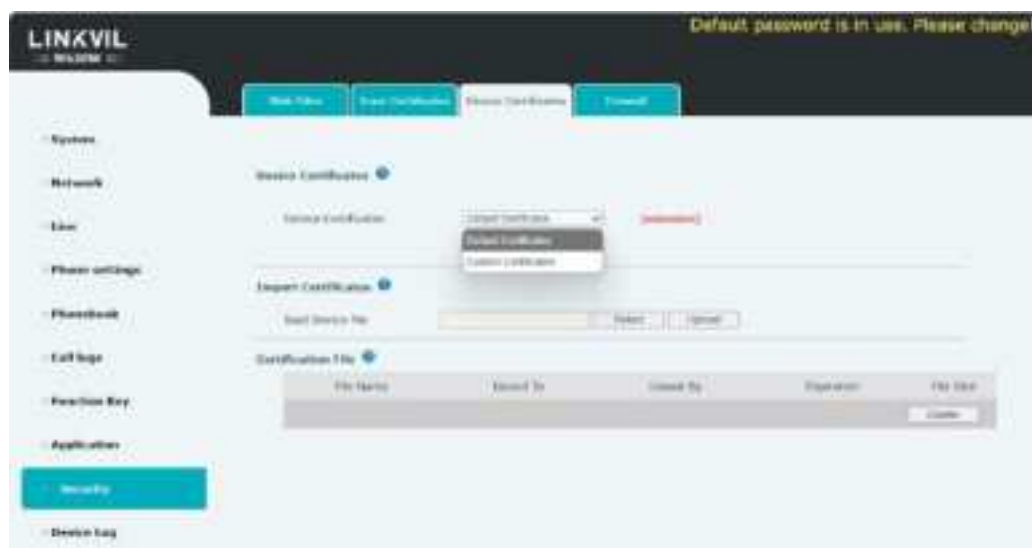 Default password is in use. Please change
LINKVIL
Web Filter Trust Certificates Device Certificates Firewall
System
Network
Line
Phone settings
Phonebook
Call logs
Function Key
Application
Security
Device Log
Device Certificates
Device Certificates Default Certificates
Default Certificates
Custom Certificates
Import Certificates
Load Server File Select Upload
Certification File
File Name Issued To Issued By Expiration File Size
Delete